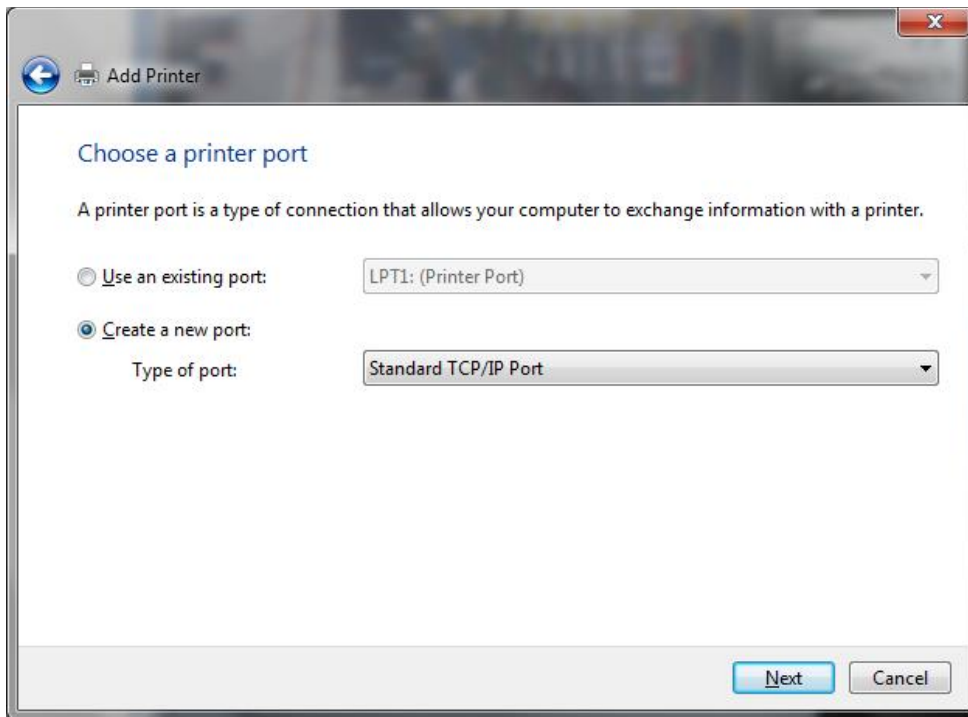 Add Printer
Choose a printer port
A printer port is a type of connection that allows your computer to exchange information with a printer.
Use an existing port: LPT1: (Printer Port)
Create a new port:
Type of port: Standard TCP/IP Port
Next Cancel